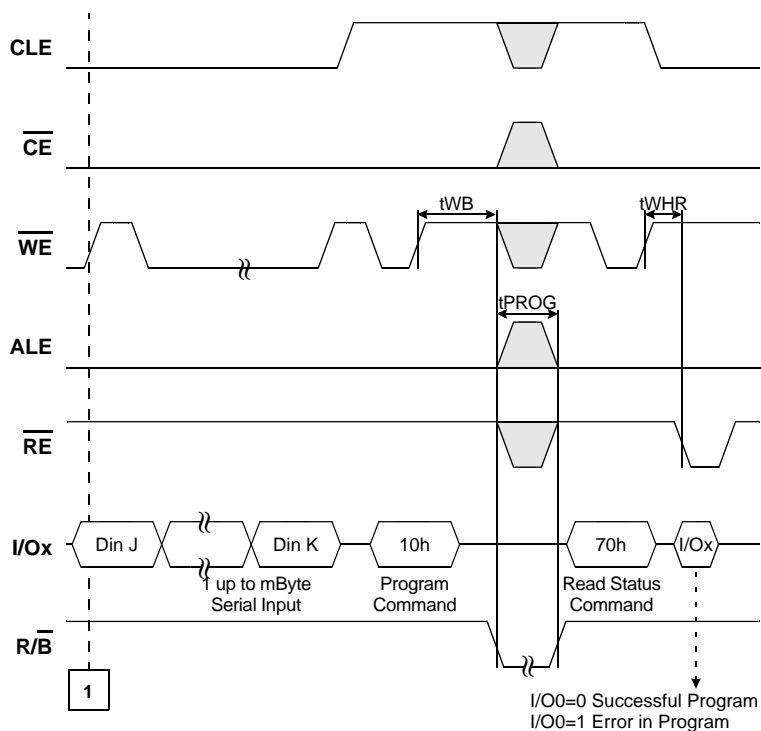 CLE
CE
tWB
tWHR
WE
tPROG
ALE
RE
I/Ox
Din J
Din K
10h
70h
I/Ox
1 up to mByte
Serial Input
Program
Command
Read Status
Command
R/B
1
I/O0=0 Successful Program
I/O0=1 Error in Program